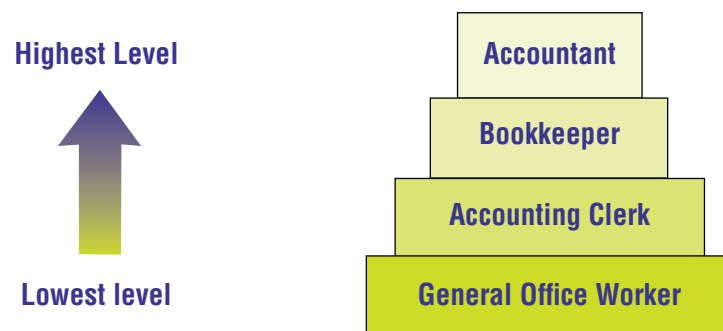 Highest Level
Accountant
Bookkeeper
Accounting Clerk
Lowest level
General Office Worker